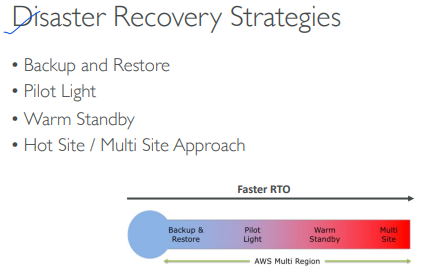 Disaster Recovery Strategies
• Backup and Restore
• Pilot Light
• Warm Standby
• Hot Site / Multi Site Approach
Faster RTO
Backup & Restore
Pilot Light
Warm Standby
Multi Site
AWS Multi Region